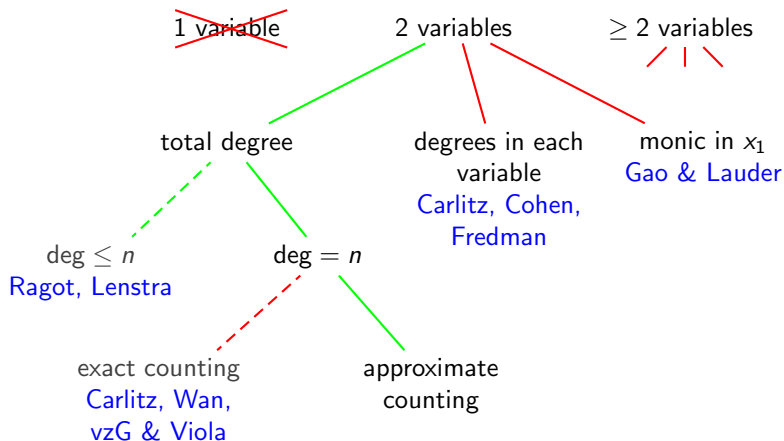 1 variable
2 variables
≥ 2 variables
total degree
degrees in each
variable
Carlitz, Cohen,
Fredman
monic in x₁
Gao & Lauder
deg ≤ n
Ragot, Lenstra
deg = n
exact counting
Carlitz, Wan,
vzG & Viola
approximate
counting